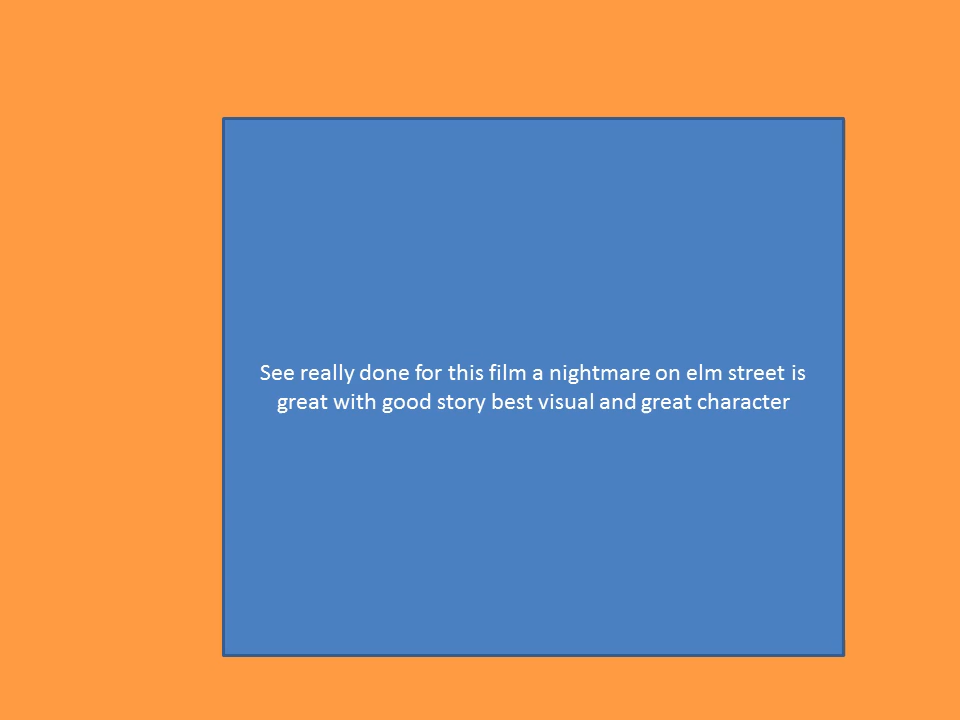 See really done for this film a nightmare on elm street is
great with good story best visual and great character